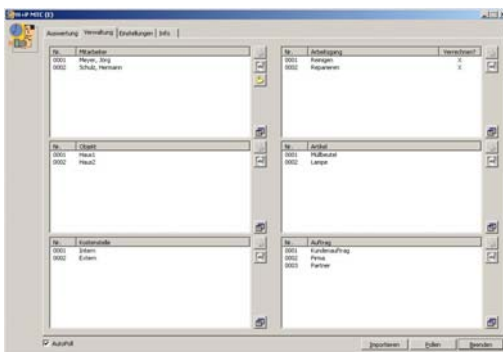 Auswertung Verwaltung Einstellungen Info
Nr. Mitarbeiter
0001 Meyer, Jörg
0002 Schulz, Hermann
Nr. Arbeitsgang Verrechnen?
0001 Reinigen X
0002 Reparieren X
Nr. Objekt
0001 Haus1
0002 Haus2
Nr. Artikel
0001 Müllbeutel
0002 Lampe
Nr. Kostenstelle
0001 Intern
0002 Extern
Nr. Auftrag
0001 Kundenauftrag
0002 Firma
0003 Partner
AutoPoll
Importieren Pollen Beenden